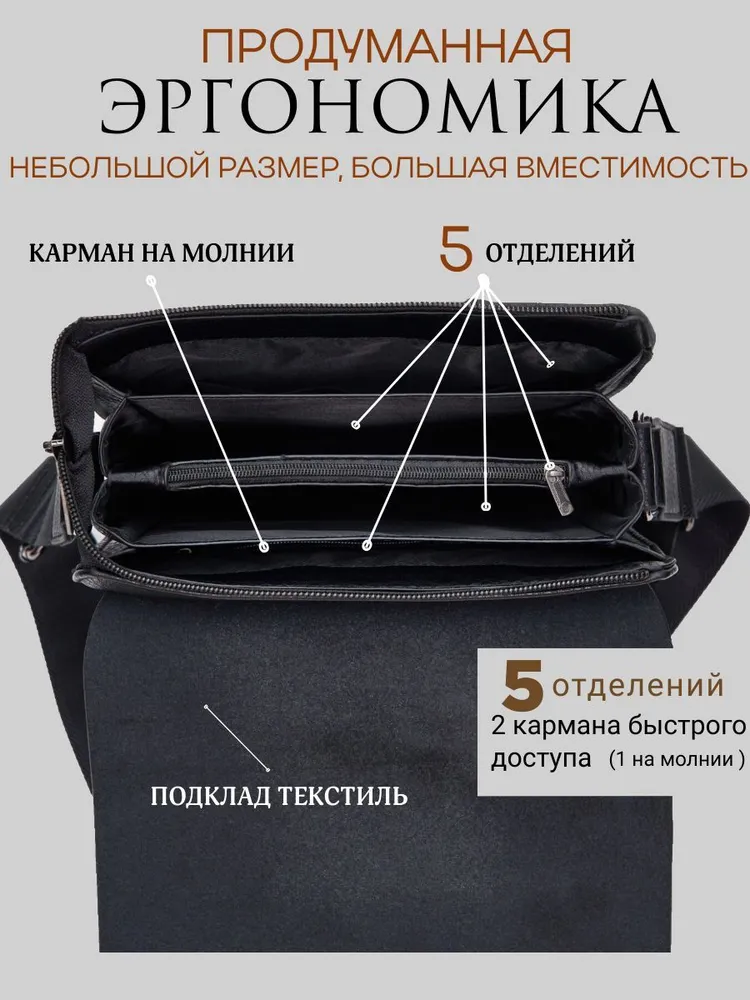 ПРОДУМАННАЯ
ЭРГОНОМИКА
НЕБОЛЬШОЙ РАЗМЕР, БОЛЬШАЯ ВМЕСТИМОСТЬ
КАРМАН НА МОЛНИИ
5 ОТДЕЛЕНИЙ
5 отделений
2 кармана быстрого
доступа (1 на молнии )
ПОДКЛАД ТЕКСТИЛЬ